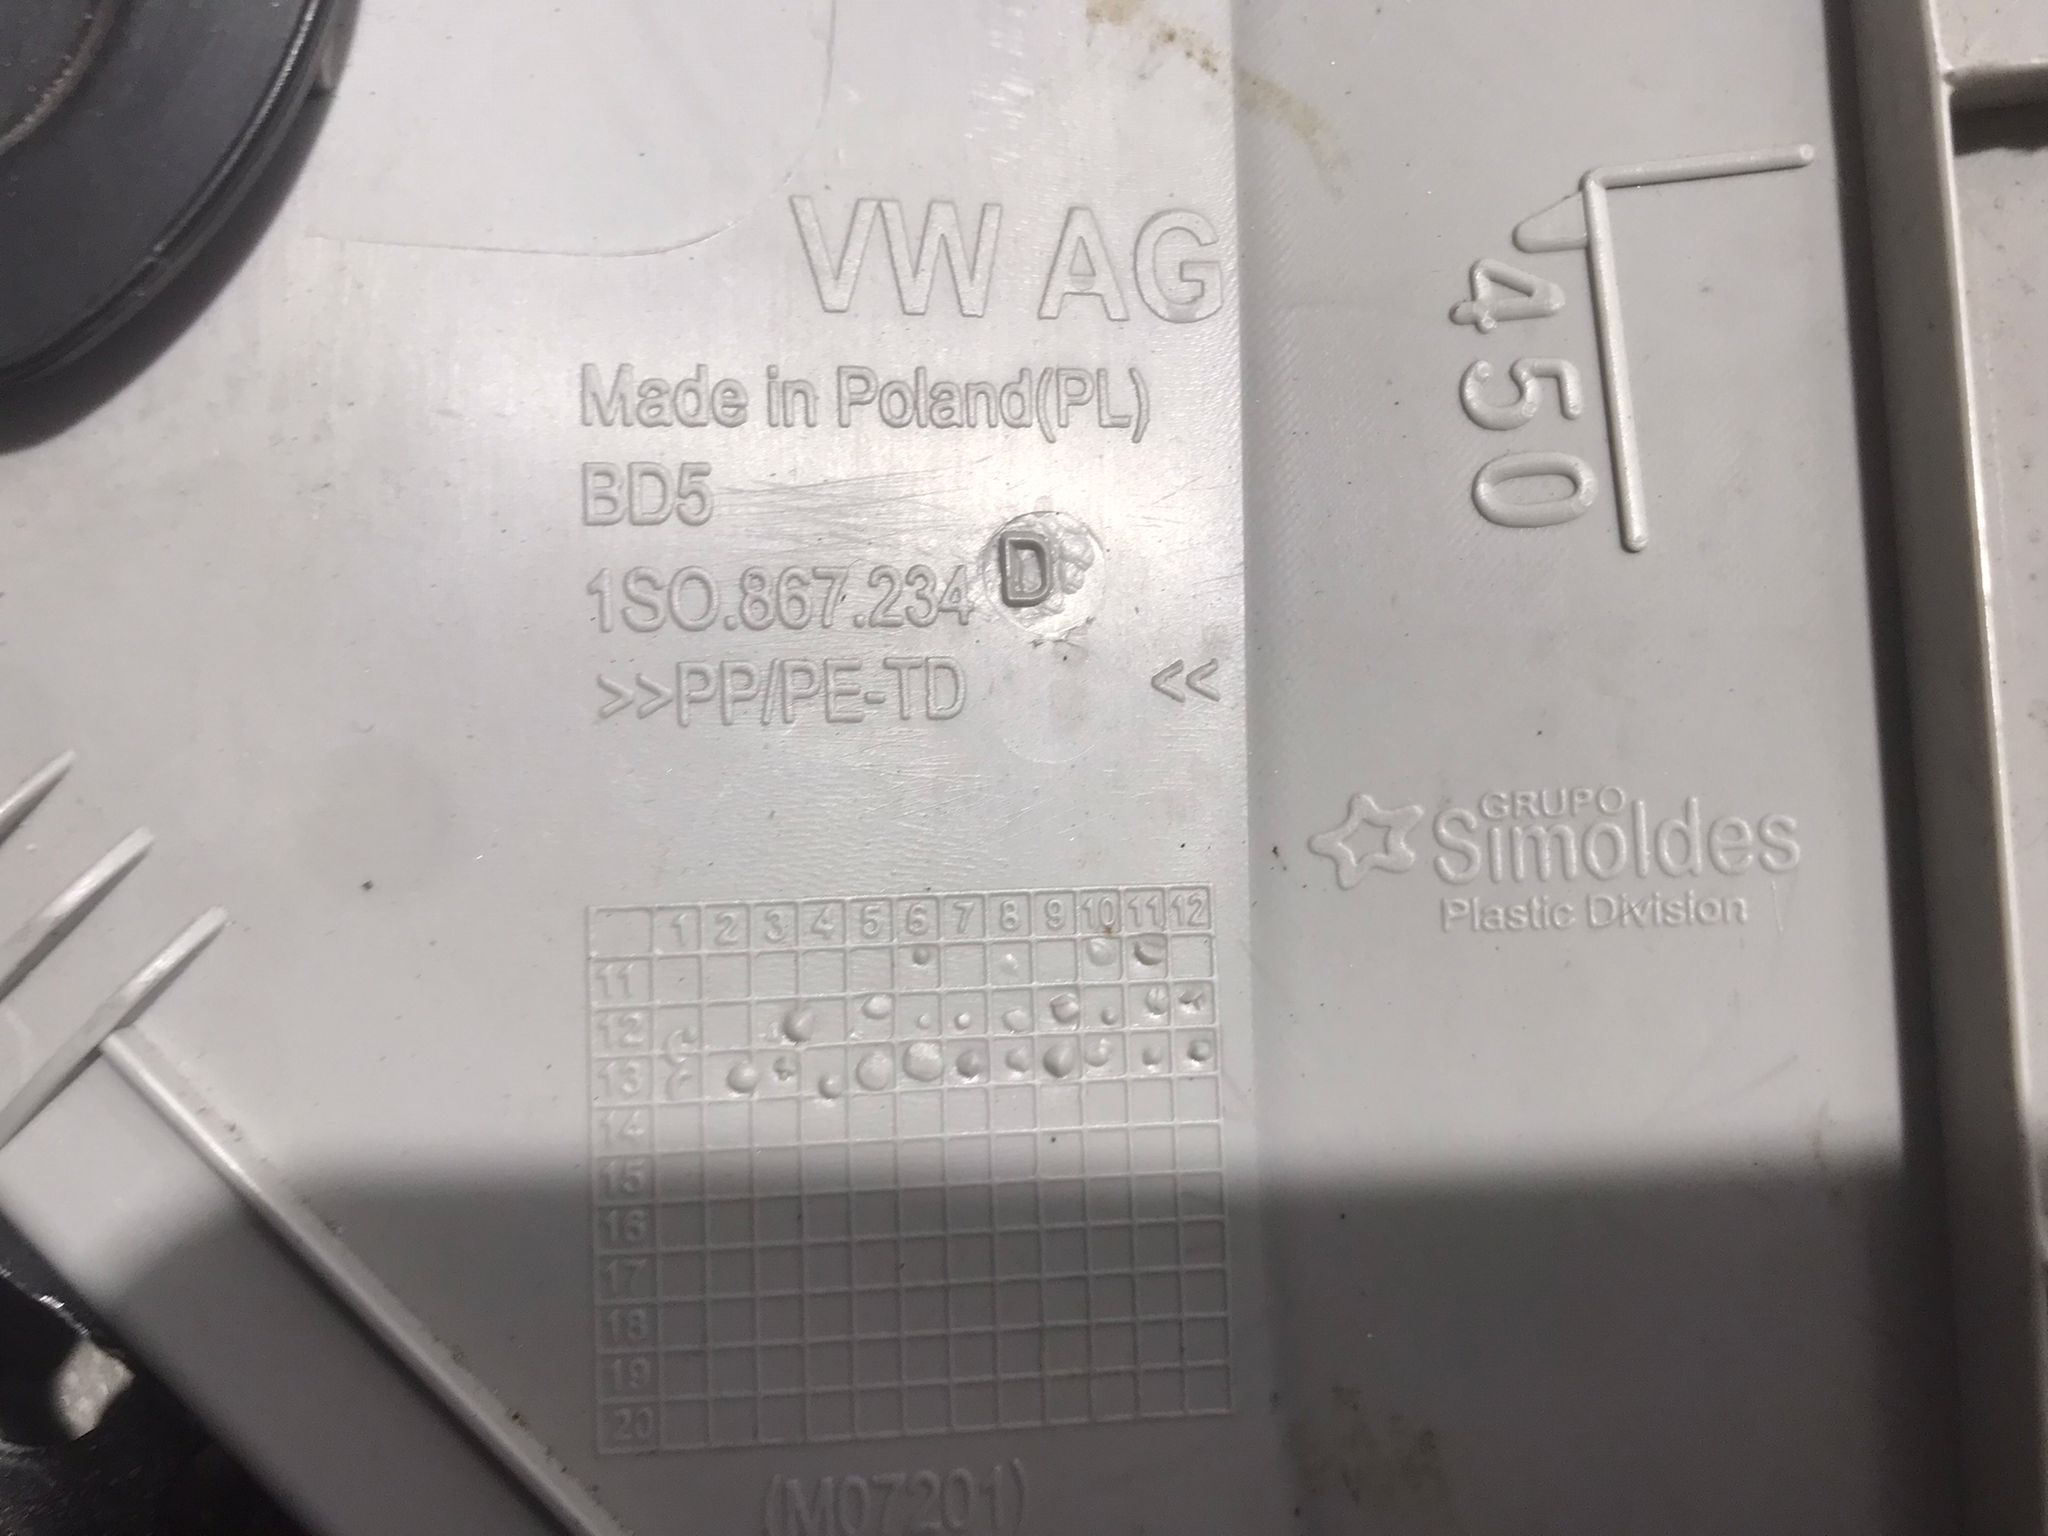 VW AG
Made in Poland(PL)
BD5
1SO.867.234 D
>>PP/PE-TD <<
1 2 3 4 5 6 7 8 9 10 11 12
11
12
13
14
15
16
17
18
19
20
(M07201)
450
GRUPO
Simoldes
Plastic Division